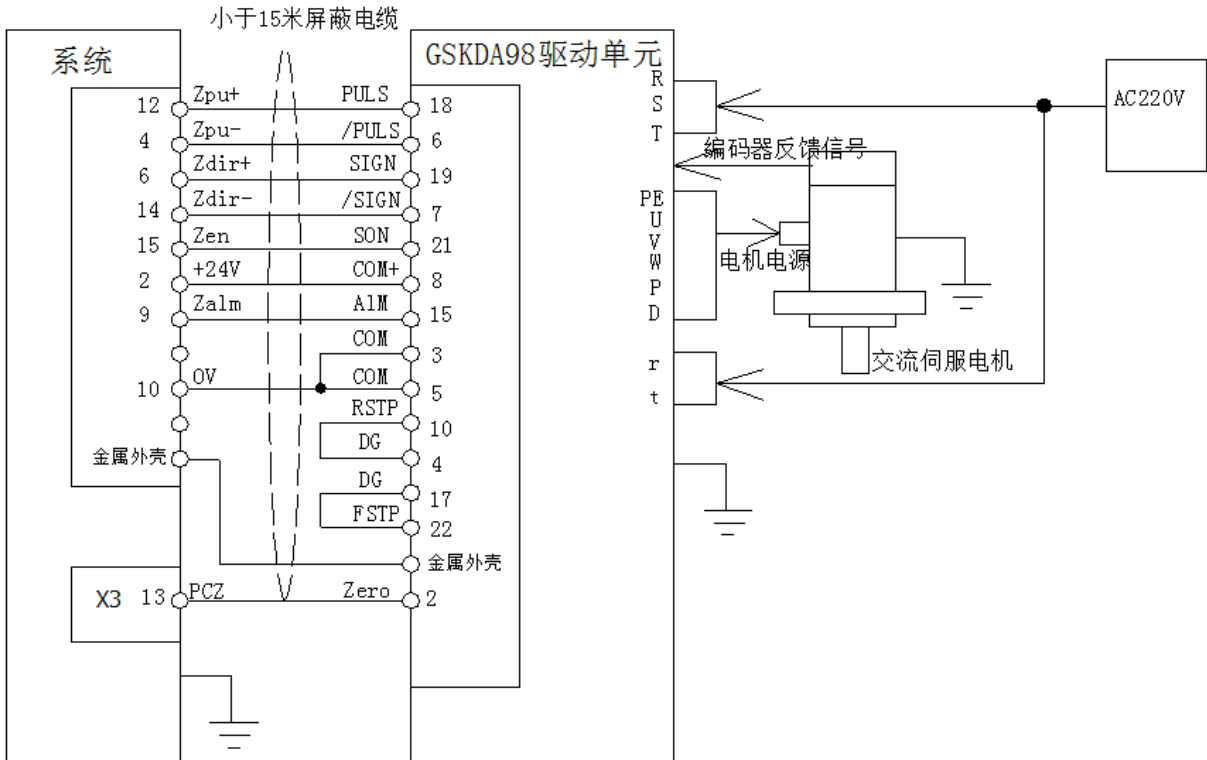 小于15米屏蔽电缆
系统
GSKDA98驱动单元
12 Zpu+ PULS 18
4 Zpu- /PULS 6
6 Zdir+ SIGN 19
14 Zdir- /SIGN 7
15 Zen SON 21
2 +24V COM+ 8
9 Zalm AlM 15
COM 3
10 0V COM 5
RSTP 10
DG 4
DG 17
FSTP 22
金属外壳
金属外壳
X3 13 PCZ Zero 2
R
S
T
AC220V
编码器反馈信号
PE
U
V
W
P
D
电机电源
交流伺服电机
r
t